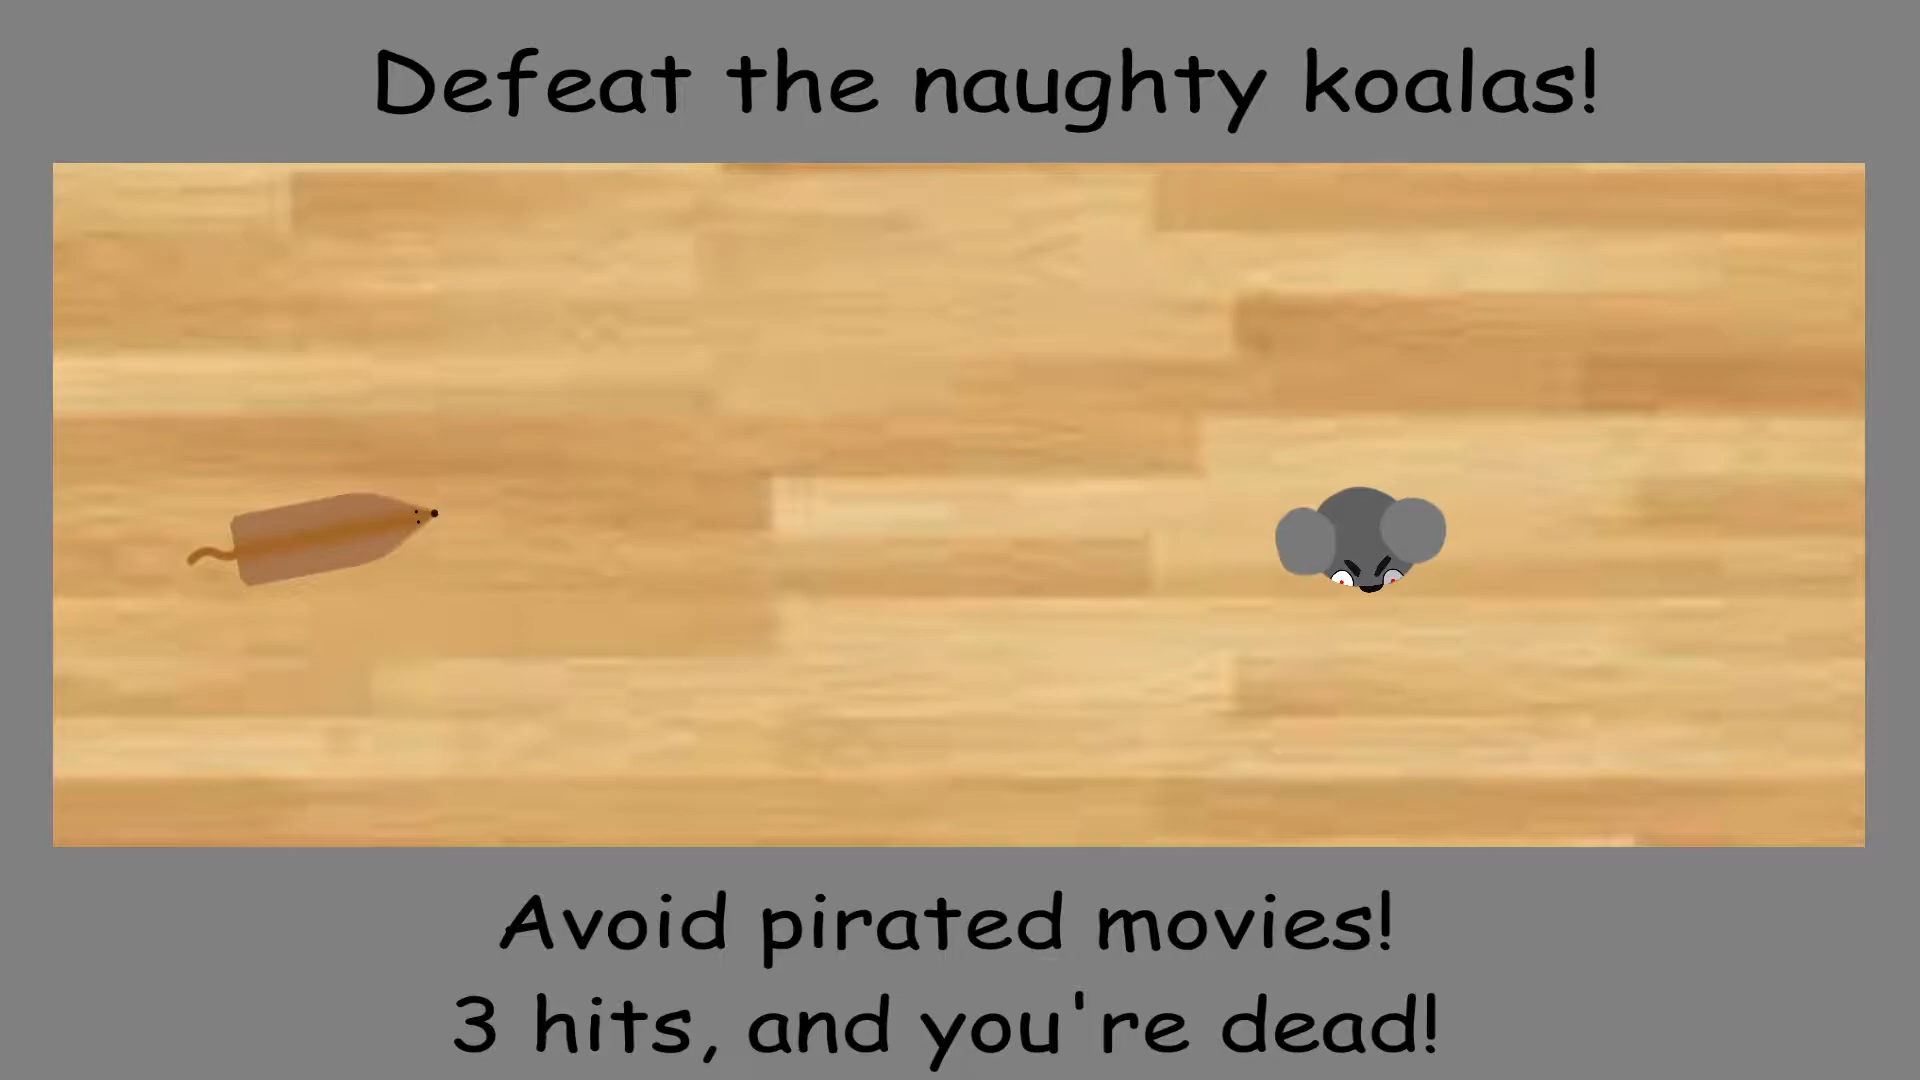 Defeat the naughty koalas!
Avoid pirated movies!
3 hits, and you're dead!